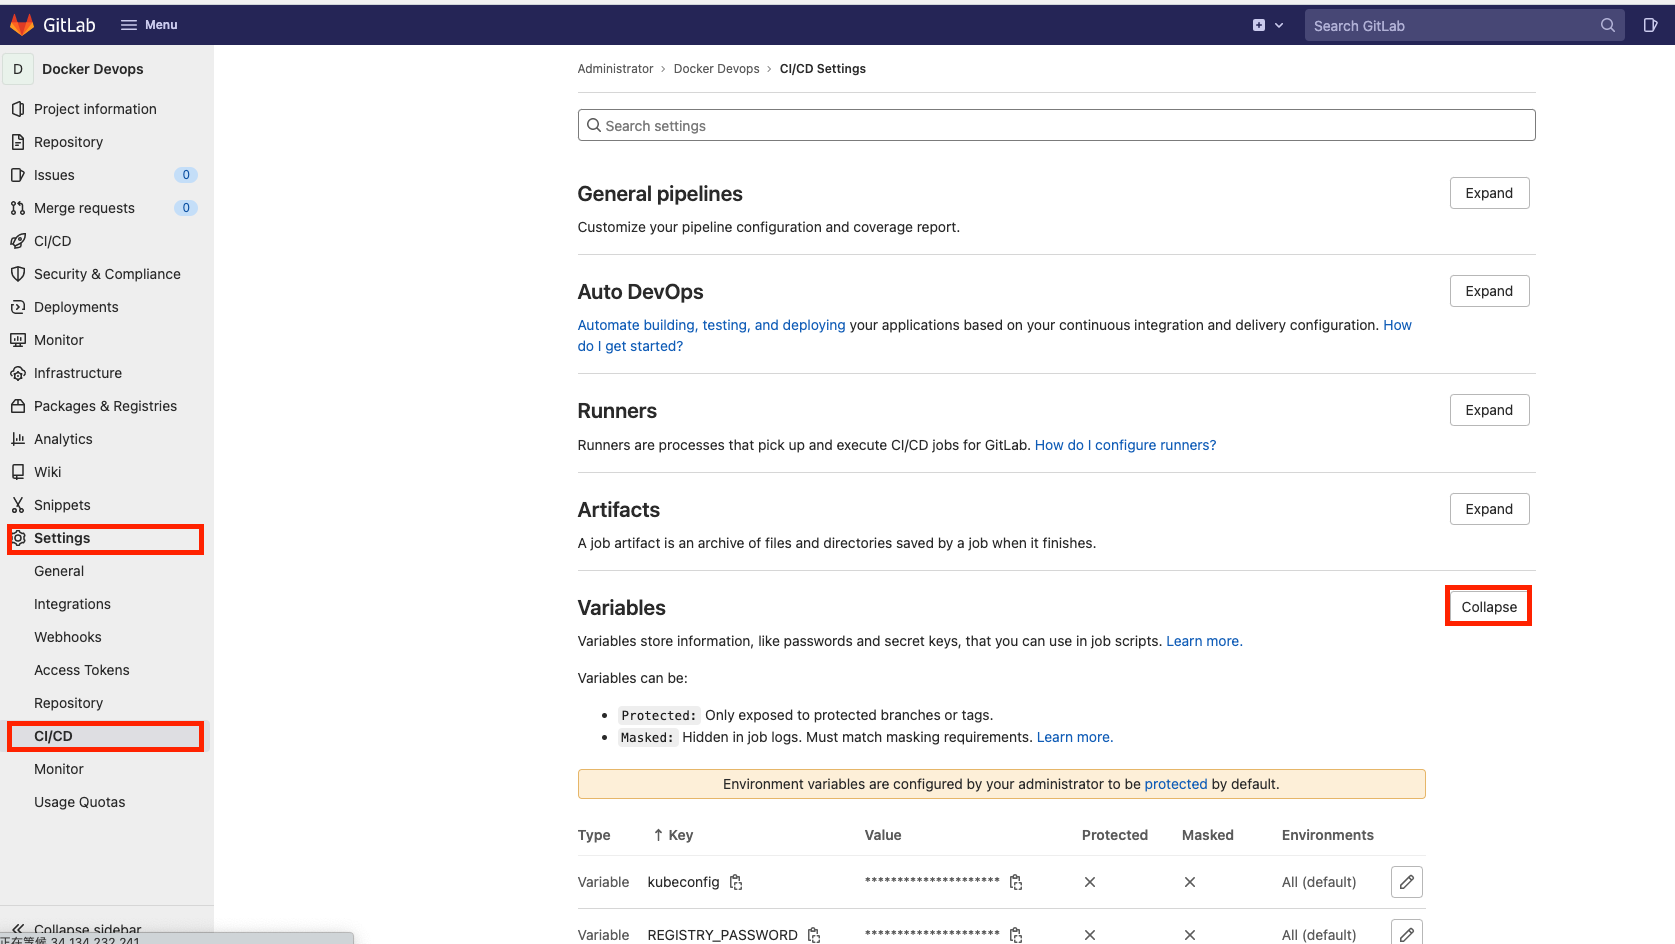 GitLab
Menu
Search GitLab
D Docker Devops
Project information
Repository
Issues 0
Merge requests 0
CI/CD
Security & Compliance
Deployments
Monitor
Infrastructure
Packages & Registries
Analytics
Wiki
Snippets
Settings
General
Integrations
Webhooks
Access Tokens
Repository
CI/CD
Monitor
Usage Quotas
Collapse sidebar
正在等候 34.134.232.241
Administrator › Docker Devops › CI/CD Settings
Search settings
General pipelines
Expand
Customize your pipeline configuration and coverage report.
Auto DevOps
Expand
Automate building, testing, and deploying your applications based on your continuous integration and delivery configuration. How
do I get started?
Runners
Expand
Runners are processes that pick up and execute CI/CD jobs for GitLab. How do I configure runners?
Artifacts
Expand
A job artifact is an archive of files and directories saved by a job when it finishes.
Variables
Collapse
Variables store information, like passwords and secret keys, that you can use in job scripts. Learn more.
Variables can be:
• Protected: Only exposed to protected branches or tags.
• Masked: Hidden in job logs. Must match masking requirements. Learn more.
Environment variables are configured by your administrator to be protected by default.
Type ↑ Key Value Protected Masked Environments
Variable kubeconfig ********************* All (default)
Variable REGISTRY_PASSWORD ********************* All (default)